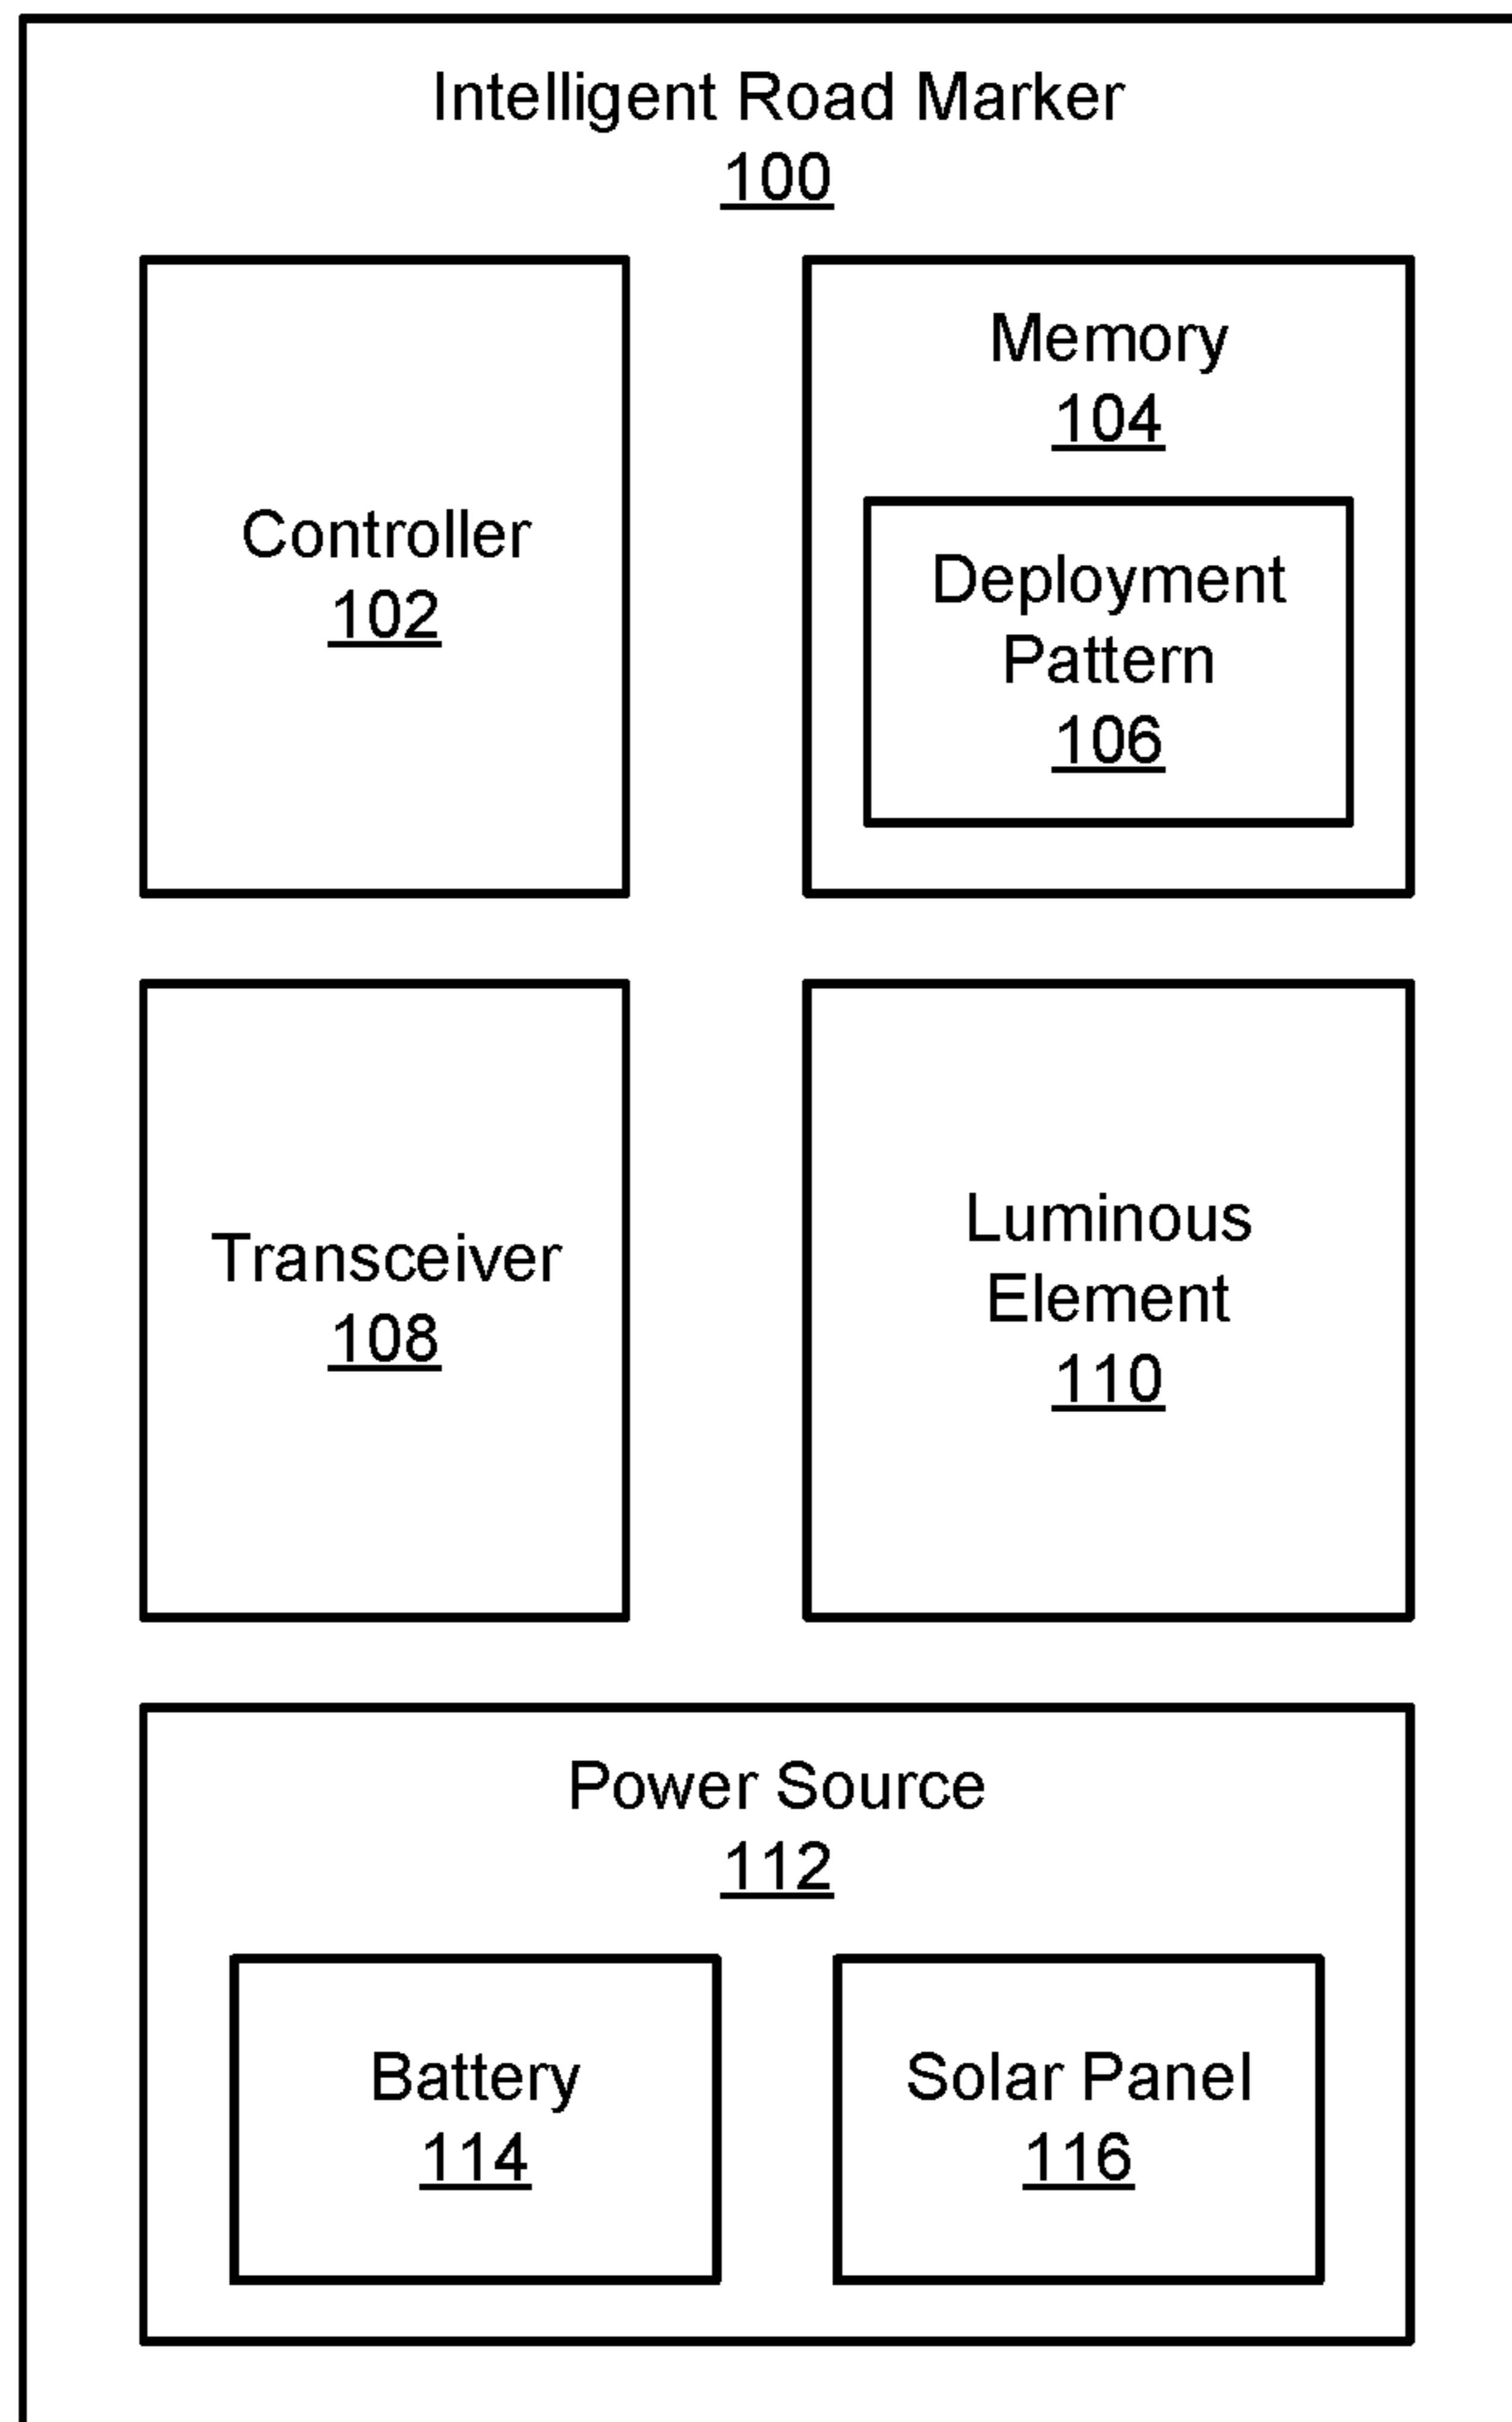 Intelligent Road Marker
100
Controller
102
Memory
104
Deployment
Pattern
106
Transceiver
108
Luminous
Element
110
Power Source
112
Battery
114
Solar Panel
116